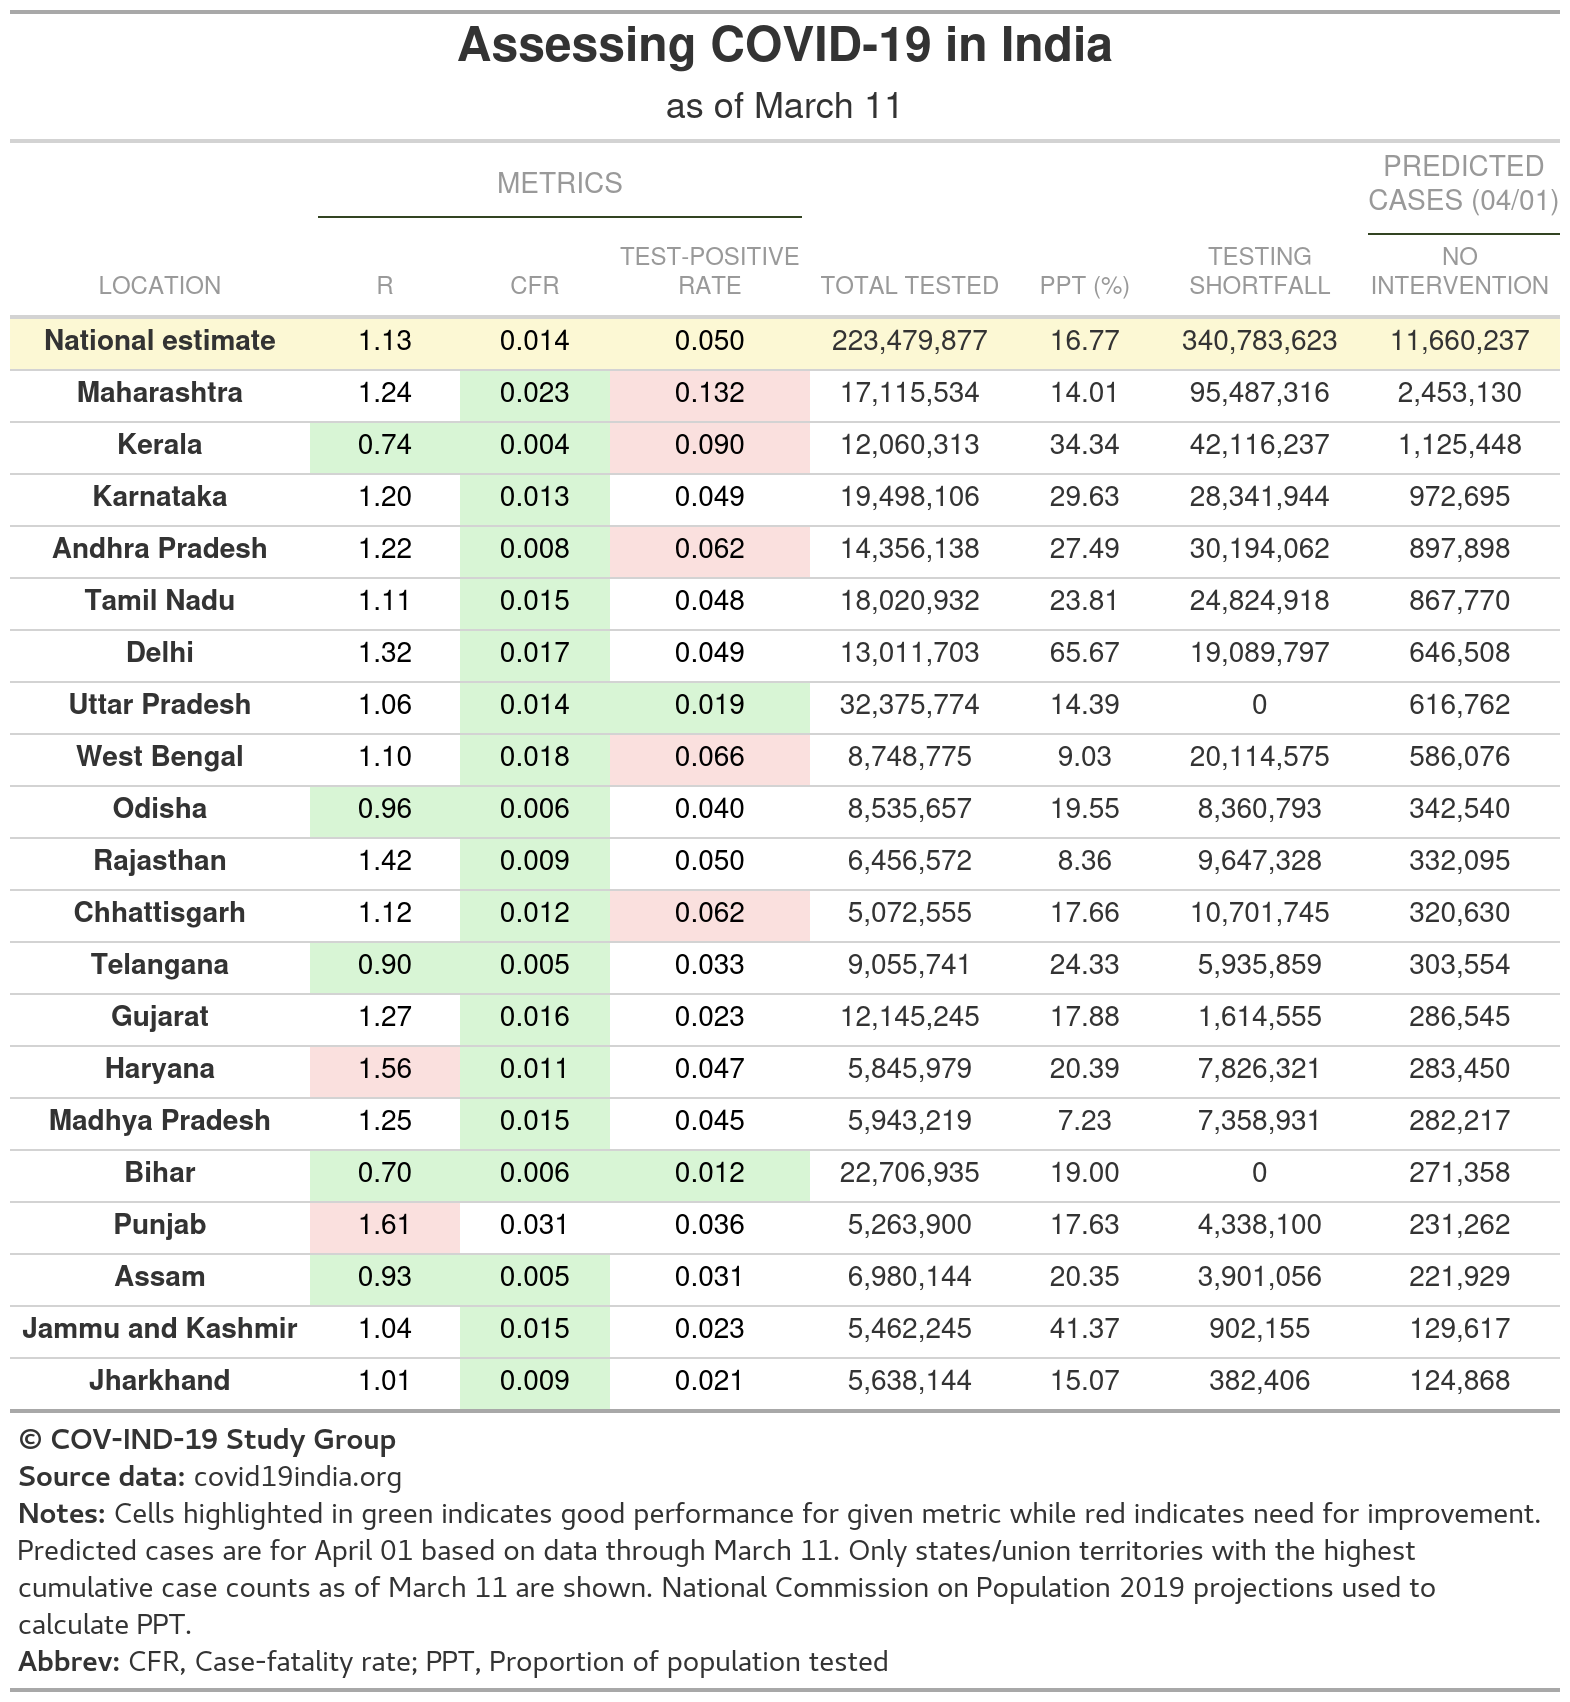 Assessing COVID-19 in India
as of March 11
METRICS
PREDICTED
CASES (04/01)
LOCATION R CFR TEST-POSITIVE RATE TOTAL TESTED PPT (%) TESTING SHORTFALL NO INTERVENTION
National estimate 1.13 0.014 0.050 223,479,877 16.77 340,783,623 11,660,237
Maharashtra 1.24 0.023 0.132 17,115,534 14.01 95,487,316 2,453,130
Kerala 0.74 0.004 0.090 12,060,313 34.34 42,116,237 1,125,448
Karnataka 1.20 0.013 0.049 19,498,106 29.63 28,341,944 972,695
Andhra Pradesh 1.22 0.008 0.062 14,356,138 27.49 30,194,062 897,898
Tamil Nadu 1.11 0.015 0.048 18,020,932 23.81 24,824,918 867,770
Delhi 1.32 0.017 0.049 13,011,703 65.67 19,089,797 646,508
Uttar Pradesh 1.06 0.014 0.019 32,375,774 14.39 0 616,762
West Bengal 1.10 0.018 0.066 8,748,775 9.03 20,114,575 586,076
Odisha 0.96 0.006 0.040 8,535,657 19.55 8,360,793 342,540
Rajasthan 1.42 0.009 0.050 6,456,572 8.36 9,647,328 332,095
Chhattisgarh 1.12 0.012 0.062 5,072,555 17.66 10,701,745 320,630
Telangana 0.90 0.005 0.033 9,055,741 24.33 5,935,859 303,554
Gujarat 1.27 0.016 0.023 12,145,245 17.88 1,614,555 286,545
Haryana 1.56 0.011 0.047 5,845,979 20.39 7,826,321 283,450
Madhya Pradesh 1.25 0.015 0.045 5,943,219 7.23 7,358,931 282,217
Bihar 0.70 0.006 0.012 22,706,935 19.00 0 271,358
Punjab 1.61 0.031 0.036 5,263,900 17.63 4,338,100 231,262
Assam 0.93 0.005 0.031 6,980,144 20.35 3,901,056 221,929
Jammu and Kashmir 1.04 0.015 0.023 5,462,245 41.37 902,155 129,617
Jharkhand 1.01 0.009 0.021 5,638,144 15.07 382,406 124,868
© COV-IND-19 Study Group
Source data: covid19india.org
Notes: Cells highlighted in green indicates good performance for given metric while red indicates need for improvement.
Predicted cases are for April 01 based on data through March 11. Only states/union territories with the highest
cumulative case counts as of March 11 are shown. National Commission on Population 2019 projections used to
calculate PPT.
Abbrev: CFR, Case-fatality rate; PPT, Proportion of population tested